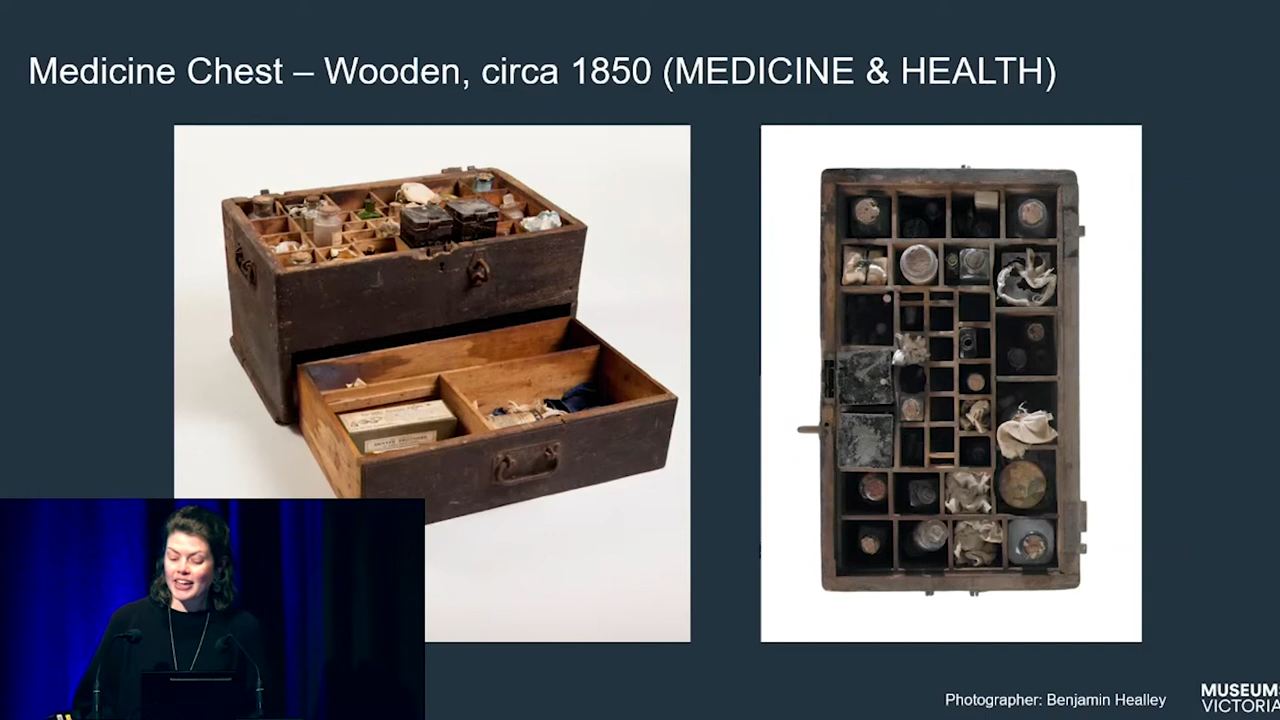 Medicine Chest – Wooden, circa 1850 (MEDICINE & HEALTH)
Photographer: Benjamin Healley
MUSEUMS
VICTORIA